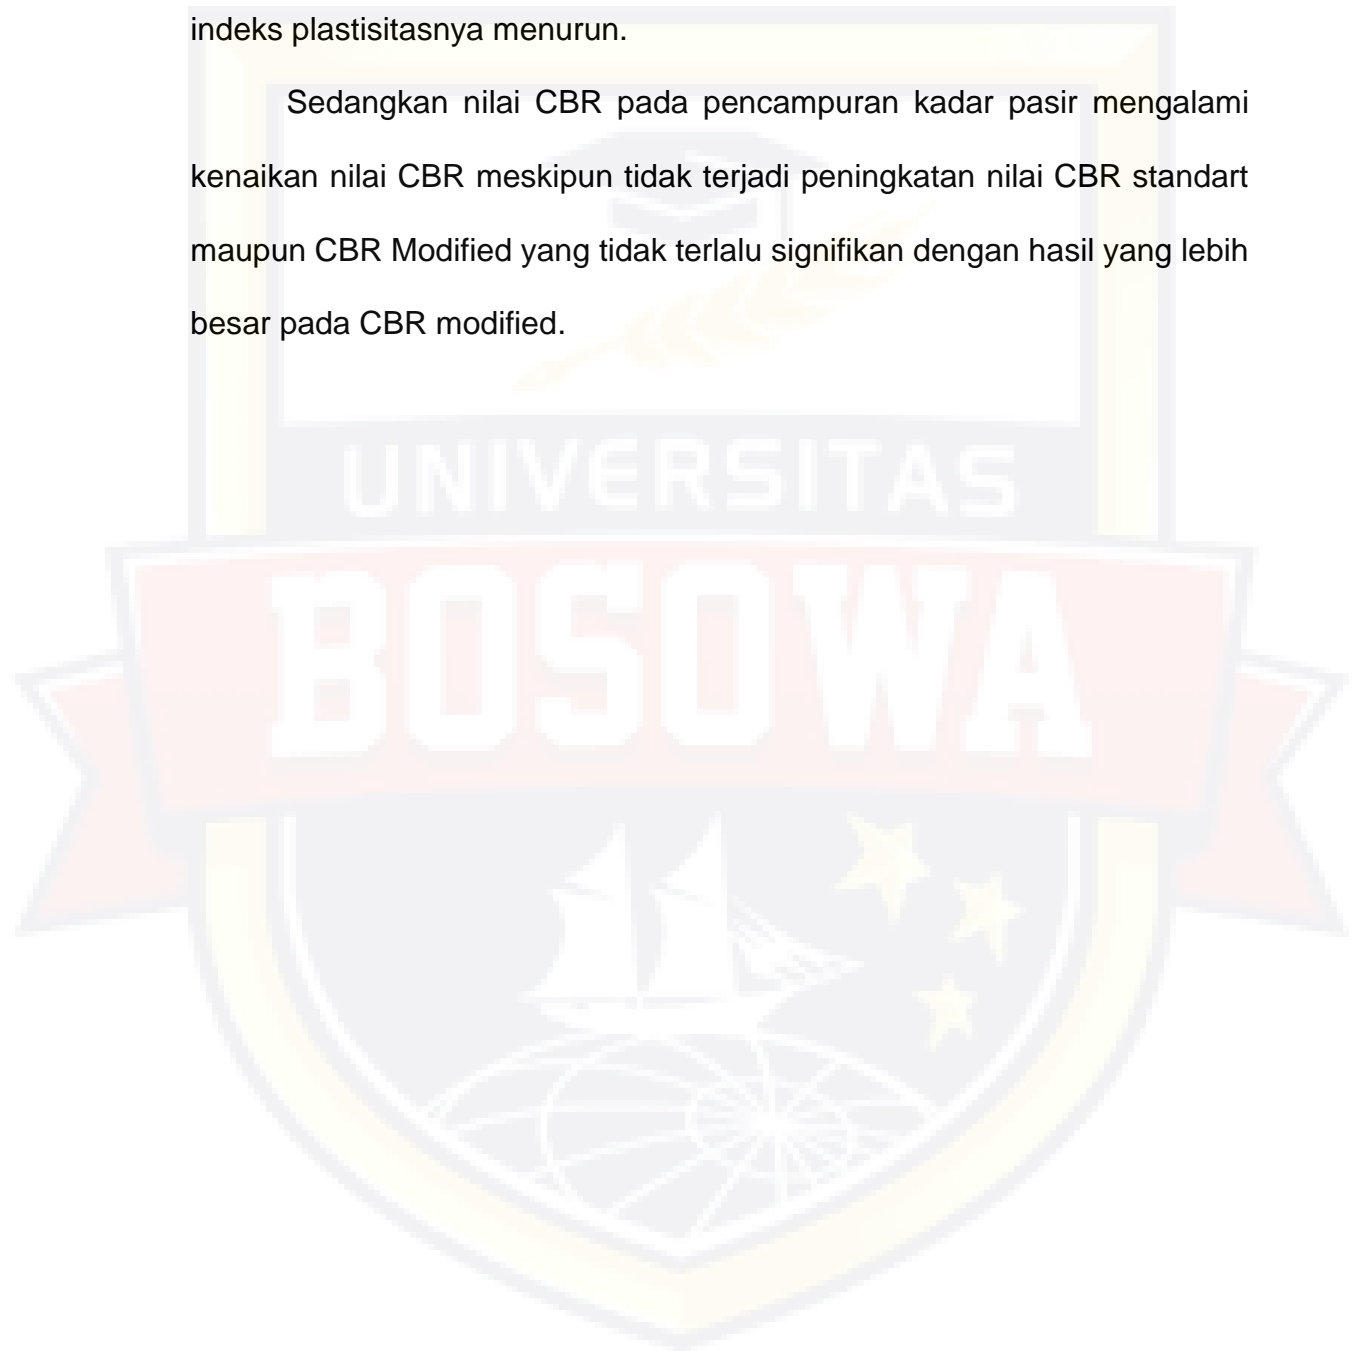 indeks plastisitasnya menurun.
Sedangkan nilai CBR pada pencampuran kadar pasir mengalami
kenaikan nilai CBR meskipun tidak terjadi peningkatan nilai CBR standart
maupun CBR Modified yang tidak terlalu signifikan dengan hasil yang lebih
besar pada CBR modified.
UNIVERSITAS
BOSOWA